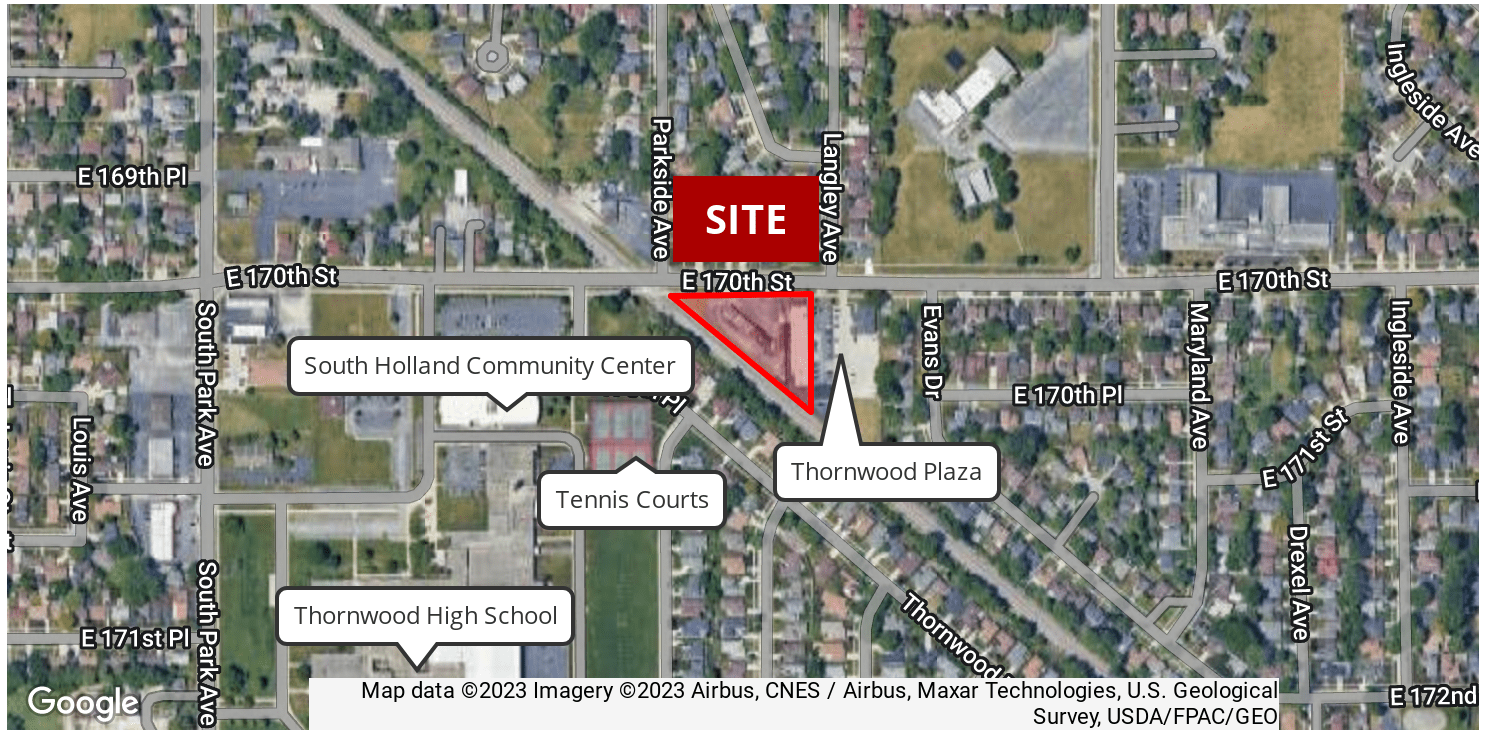 Ingleside Ave
Parkside Ave
Langley Ave
E 169th Pl
SITE
E 170th St
E 170th St
E 170th St
South Park Ave
Evans Dr
Maryland Ave
Ingleside Ave
South Holland Community Center
E 170th Pl
Pl
Louis Ave
E 171st St
Thornwood Plaza
Tennis Courts
Drexel Ave
South Park Ave
Thornwood High School
Thornwood
E 171st Pl
E 172nd
Google
Map data ©2023 Imagery ©2023 Airbus, CNES / Airbus, Maxar Technologies, U.S. Geological
Survey, USDA/FPAC/GEO